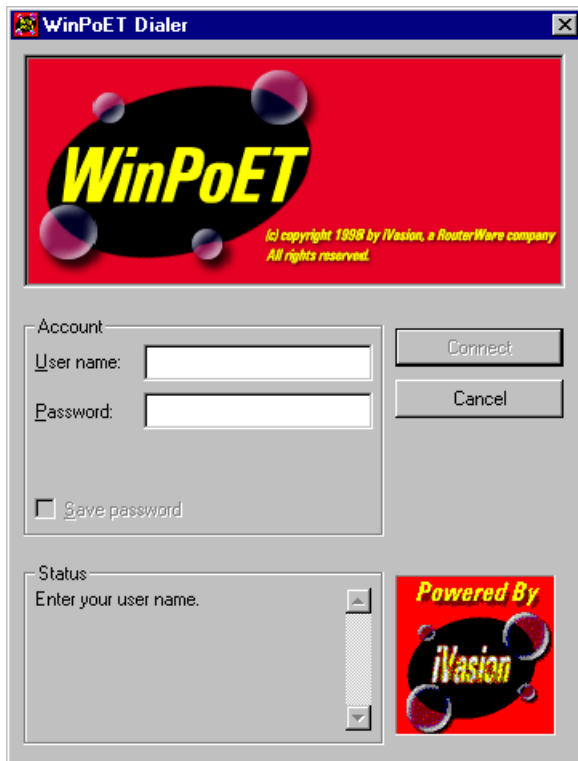 WinPoET Dialer
WinPoET
(c) copyright 1998 by iVasion, a RouterWare company
All rights reserved.
Account
User name:
Password:
Save password
Connect
Cancel
Status
Enter your user name.
Powered By
iVasion